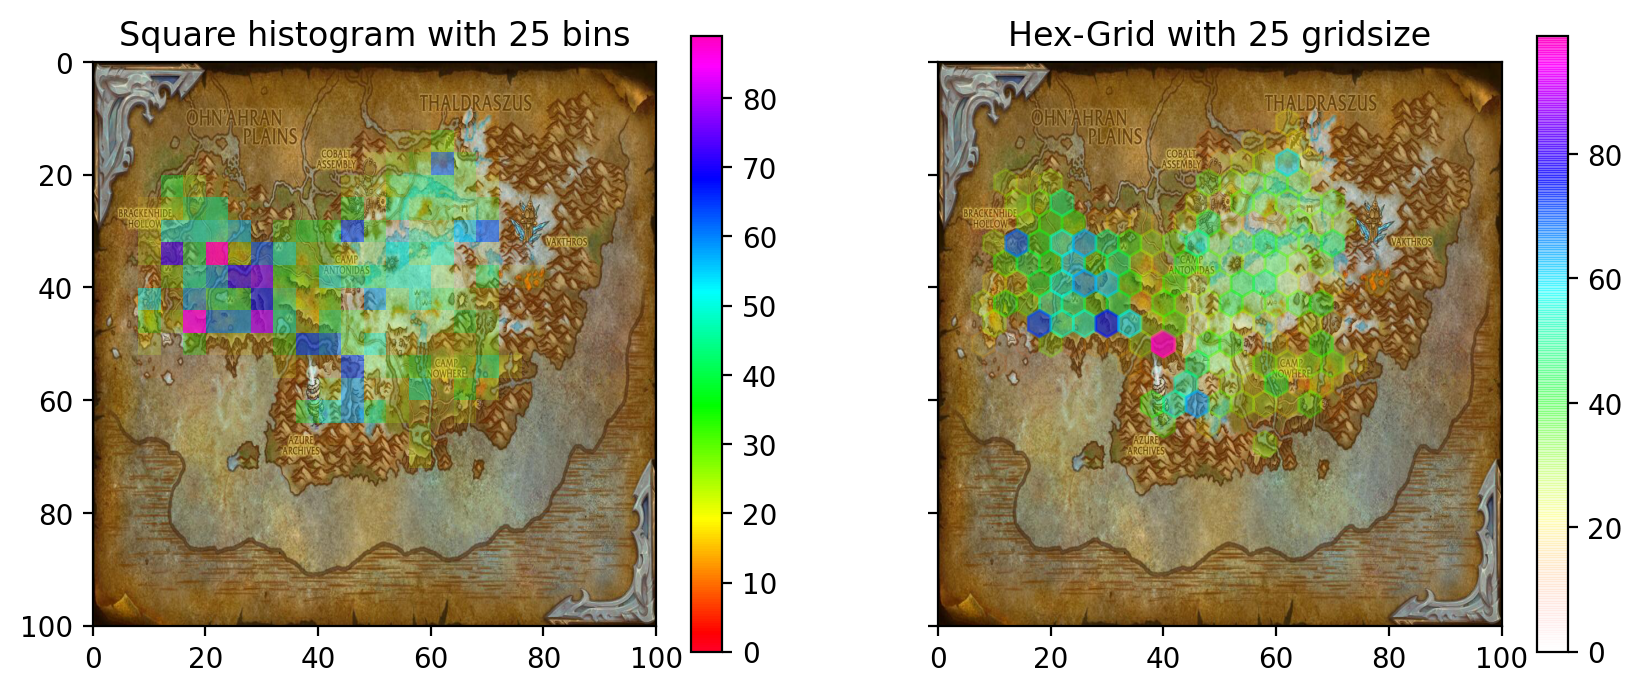 Square histogram with 25 bins
0
20
40
60
80
100
0
20
40
60
80
100
OHN'AHRAN
PLAINS
THALDRASZUS
COBALT
ASSEMBLY
BRACKENHIDE
HOLLOW
VAKTHROS
CAMP
ANTONIDAS
CAMP
NOWHERE
AZURE
ARCHIVES
80
70
60
50
40
30
20
10
0
Hex-Grid with 25 gridsize
OHN'AHRAN
PLAINS
THALDRASZUS
COBALT
ASSEMBLY
BRACKENHIDE
HOLLOW
VAKTHROS
CAMP
ANTONIDAS
CAMP
NOWHERE
AZURE
ARCHIVES
0
20
40
60
80
100
80
60
40
20
0